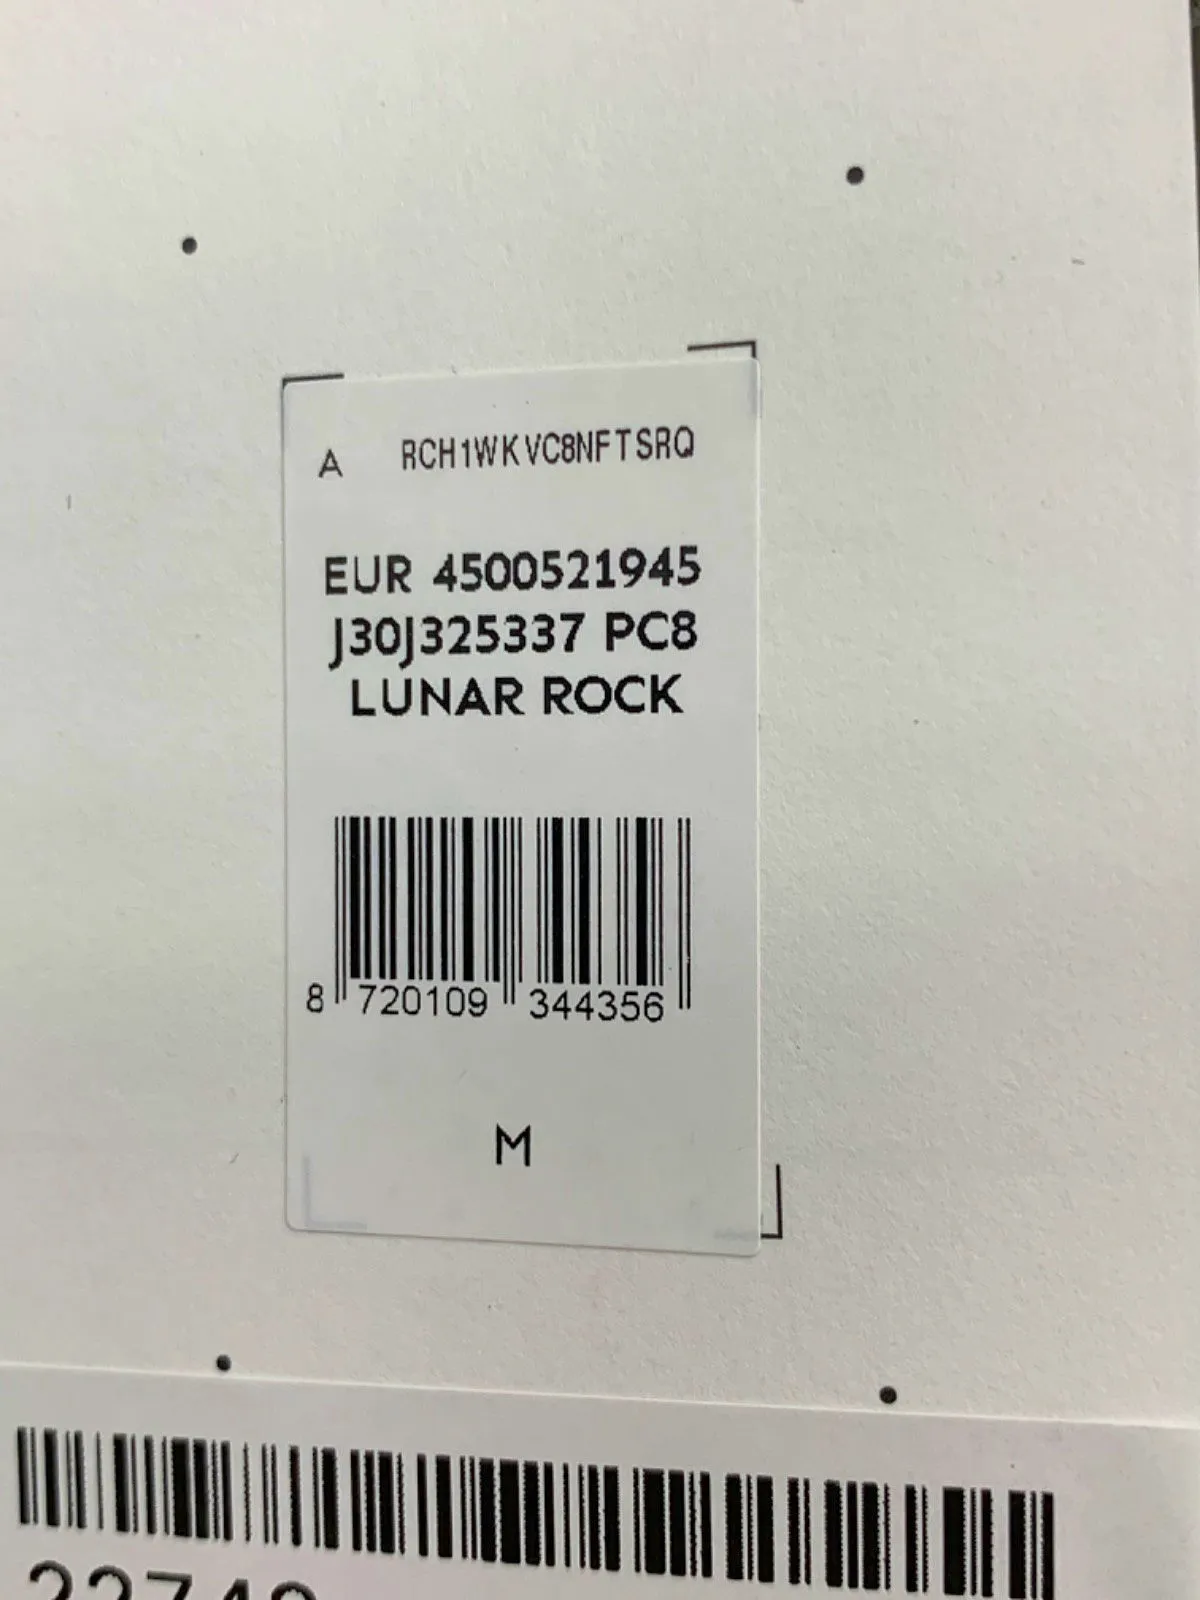 A RCH1WKVC8NFTSRQ
EUR 4500521945
J30J325337 PC8
LUNAR ROCK
8 720109 344356
M